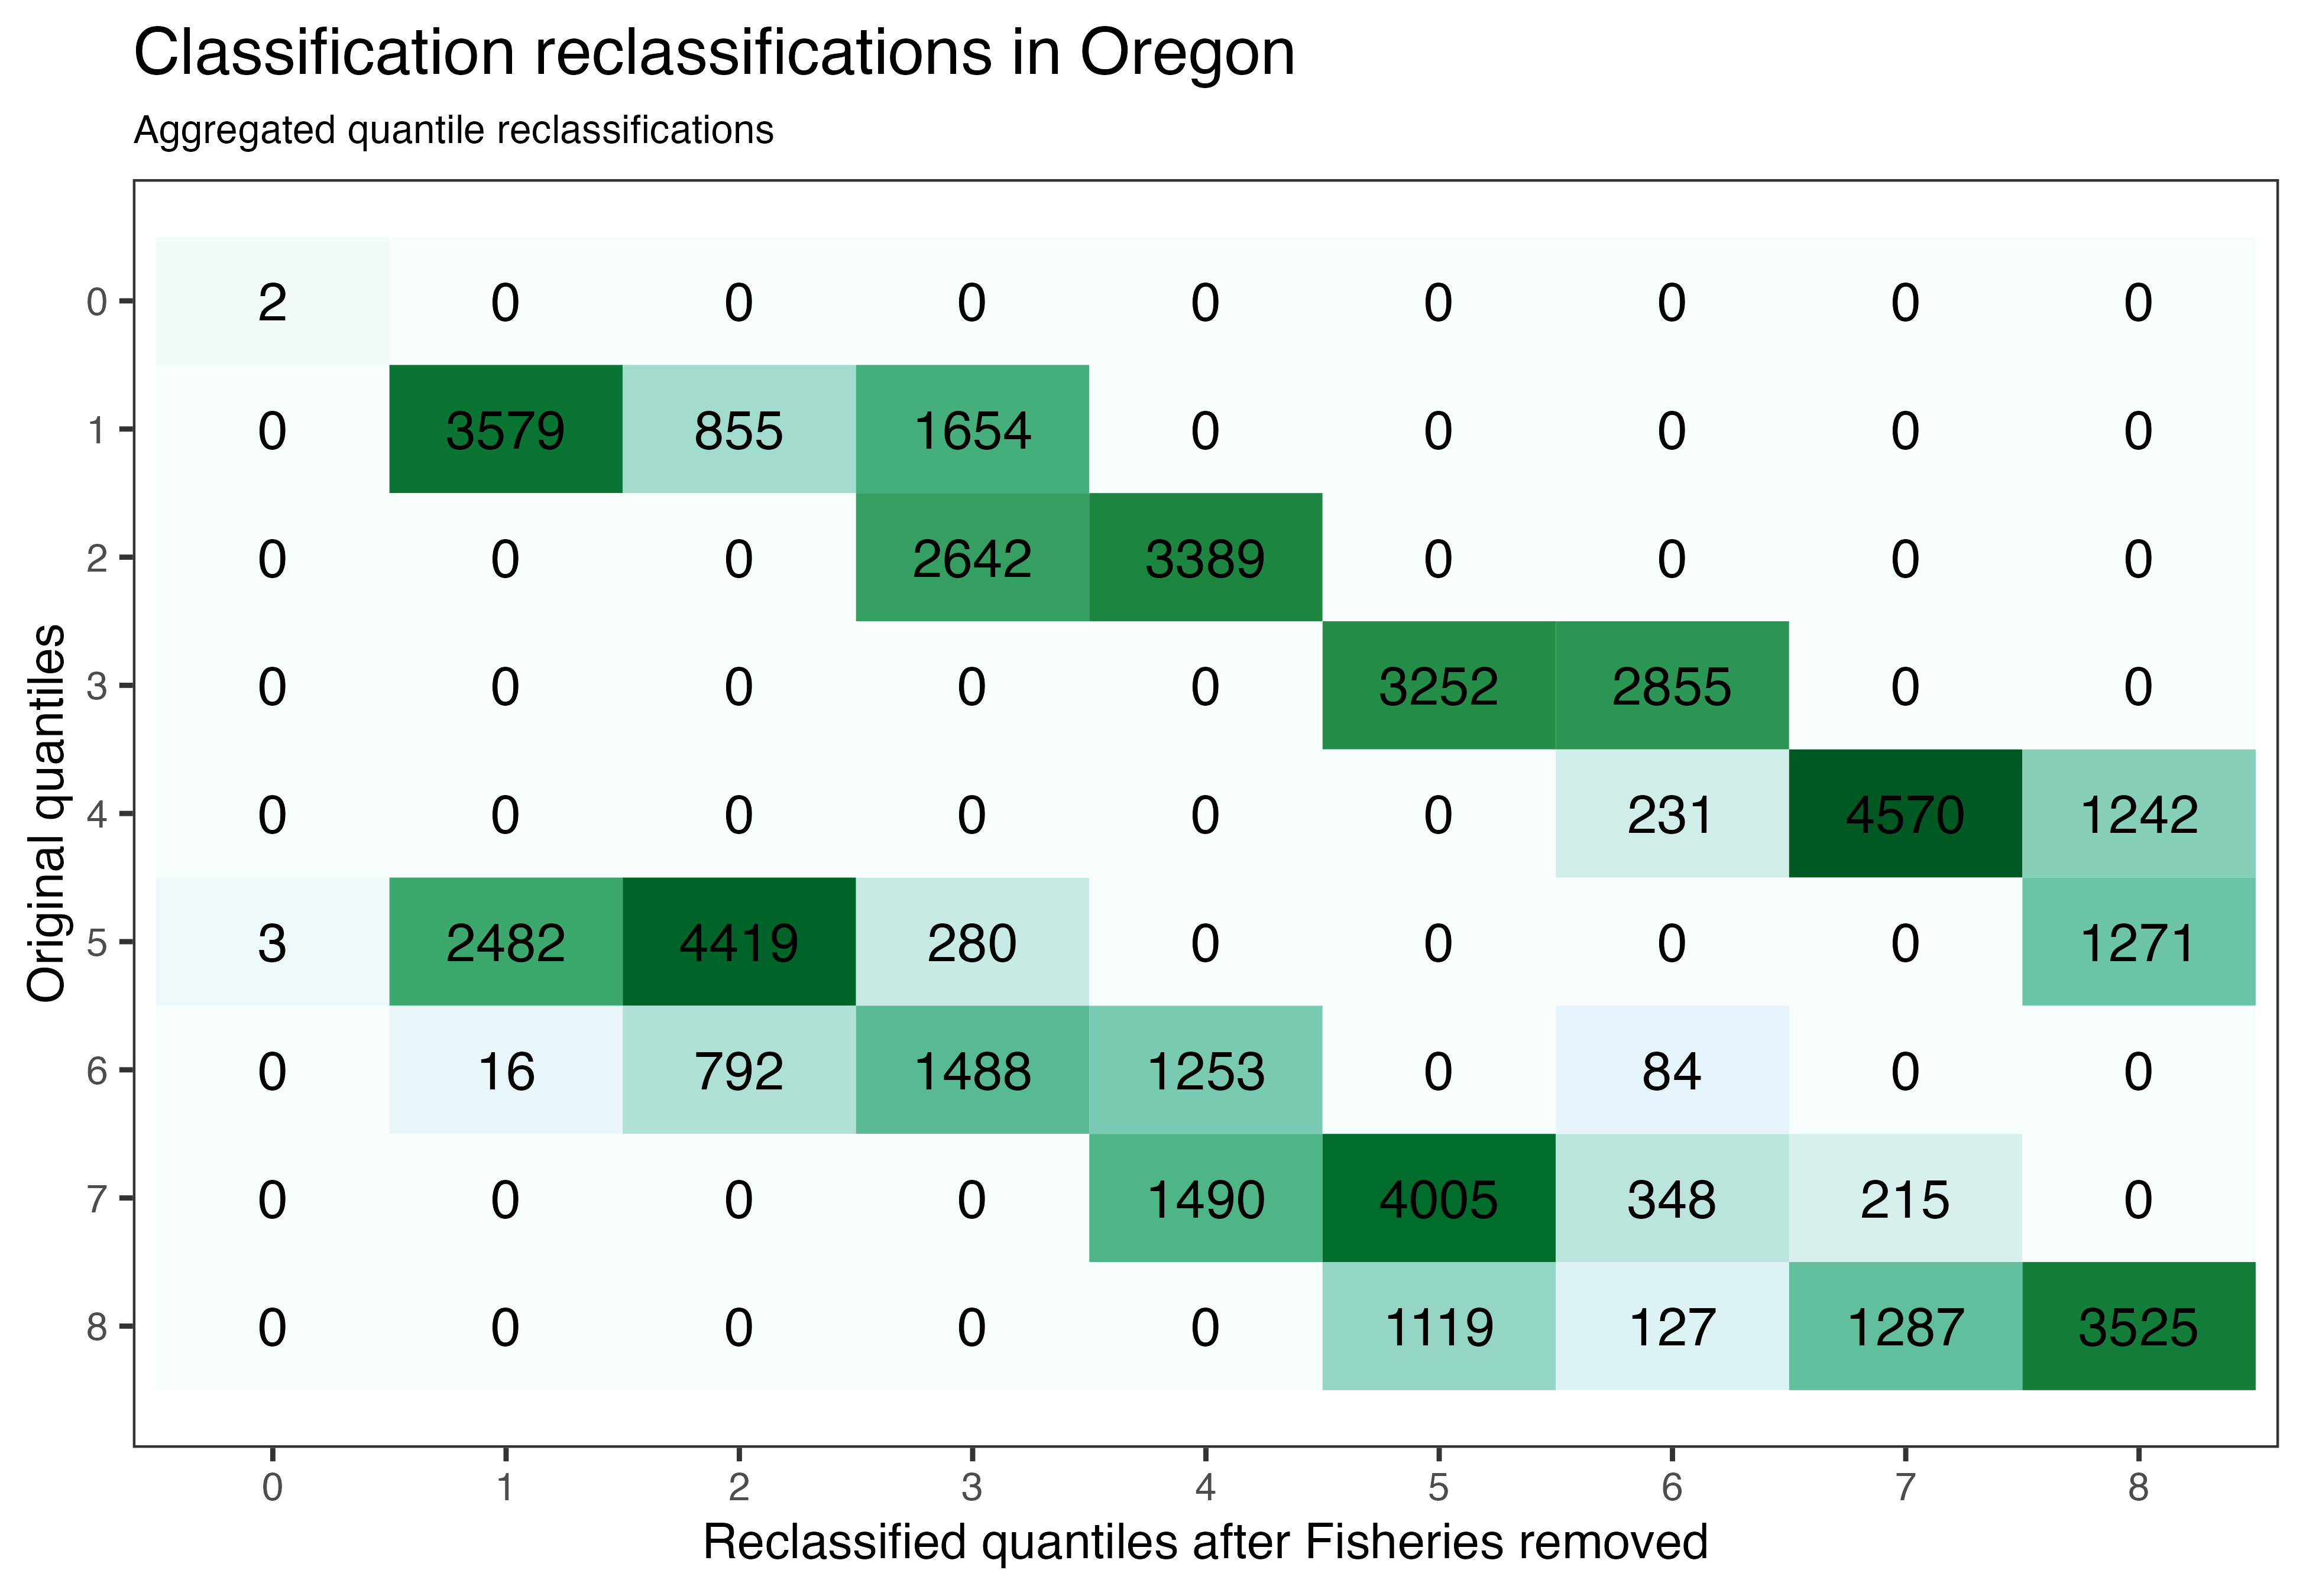 Classification reclassifications in Oregon
Aggregated quantile reclassifications
Original quantiles
0 2 0 0 0 0 0 0 0 0
1 0 3579 855 1654 0 0 0 0 0
2 0 0 0 2642 3389 0 0 0 0
3 0 0 0 0 0 3252 2855 0 0
4 0 0 0 0 0 0 231 4570 1242
5 3 2482 4419 280 0 0 0 0 1271
6 0 16 792 1488 1253 0 84 0 0
7 0 0 0 0 1490 4005 348 215 0
8 0 0 0 0 0 1119 127 1287 3525
0 1 2 3 4 5 6 7 8
Reclassified quantiles after Fisheries removed